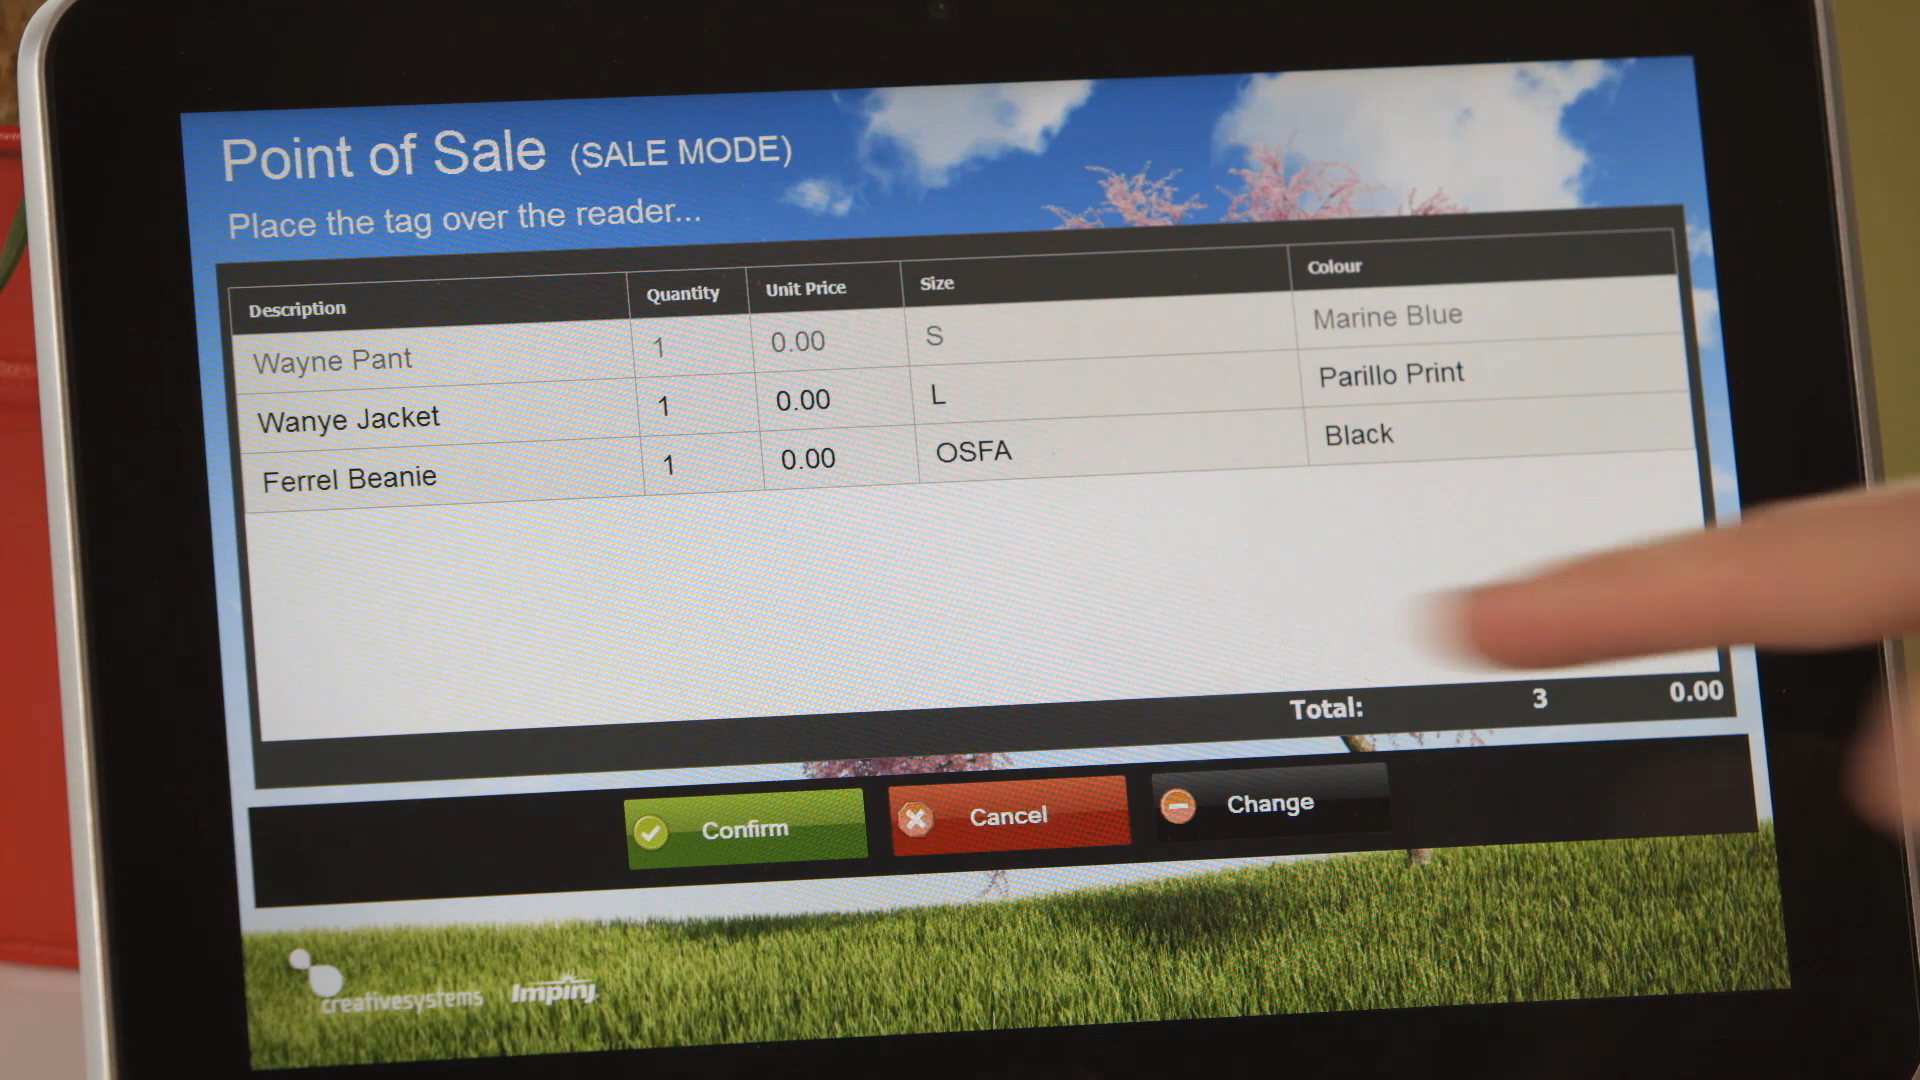 Point of Sale (SALE MODE)
Place the tag over the reader...
Description Quantity Unit Price Size Colour
Wayne Pant 1 0.00 S Marine Blue
Wanye Jacket 1 0.00 L Parillo Print
Ferrel Beanie 1 0.00 OSFA Black
Total: 3 0.00
Confirm Cancel Change
creativesystems Impinj